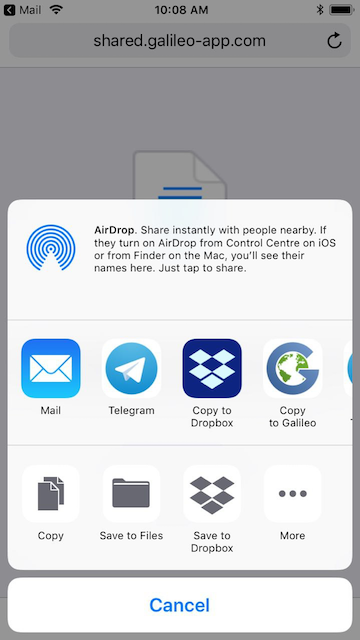 Mail 10:08 AM
shared.galileo-app.com
AirDrop. Share instantly with people nearby. If
they turn on AirDrop from Control Centre on iOS
or from Finder on the Mac, you'll see their
names here. Just tap to share.
Mail Telegram Copy to Dropbox Copy to Galileo
Copy Save to Files Save to Dropbox More
Cancel